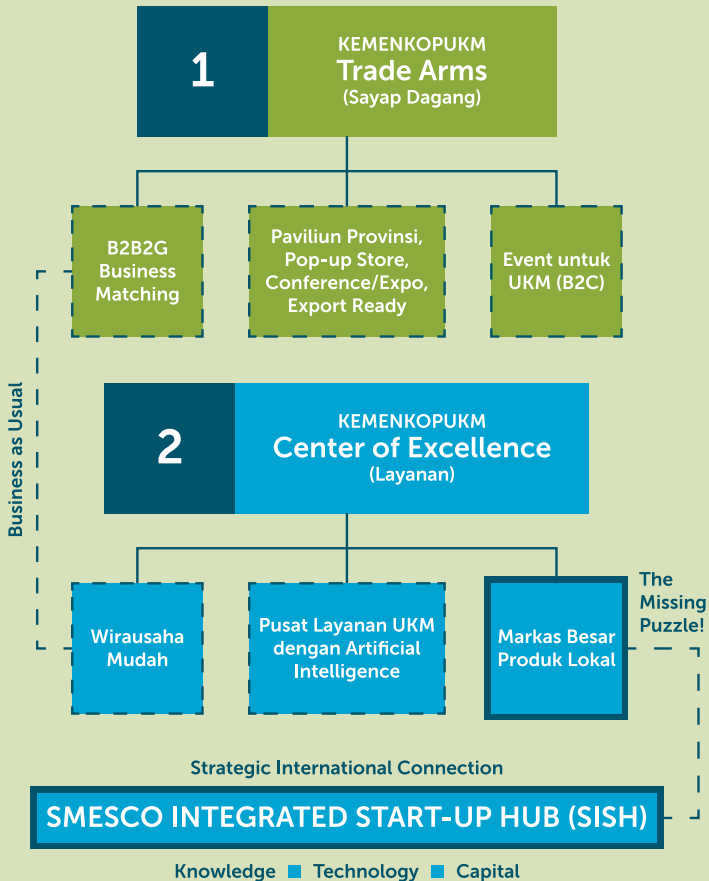 1
KEMENKOPUKM
Trade Arms
(Sayap Dagang)
B2B2G
Business
Matching
Paviliun Provinsi,
Pop-up Store,
Conference/Expo,
Export Ready
Event untuk
UKM (B2C)
Business as Usual
2
KEMENKOPUKM
Center of Excellence
(Layanan)
Wirausaha
Mudah
Pusat Layanan UKM
dengan Artificial
Intelligence
Markas Besar
Produk Lokal
The
Missing
Puzzle!
Strategic International Connection
SMESCO INTEGRATED START-UP HUB (SISH)
Knowledge ■ Technology ■ Capital